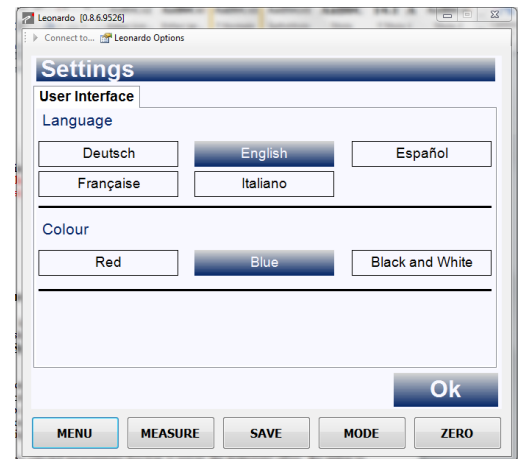 Leonardo [0.8.6.9526]
Connect to... Leonardo Options
Settings
User Interface
Language
Deutsch English Español
Française Italiano
Colour
Red Blue Black and White
Ok
MENU MEASURE SAVE MODE ZERO